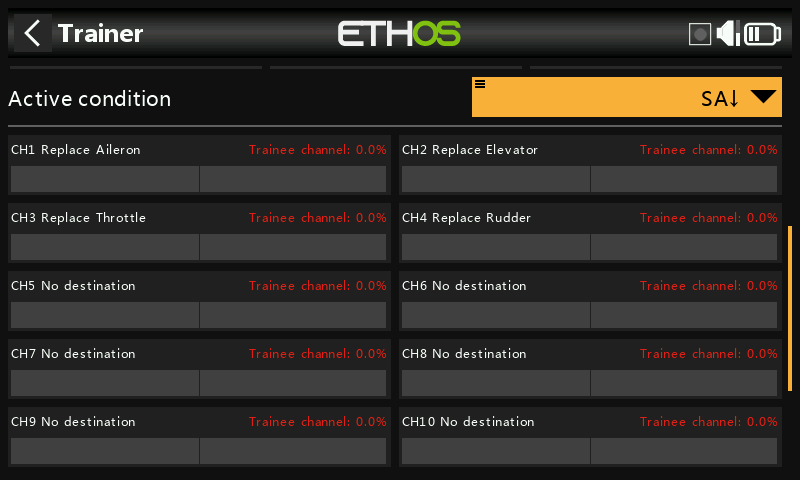 Trainer
ETHOS
Active condition
SA↓
CH1 Replace Aileron
Trainee channel: 0.0%
CH2 Replace Elevator
Trainee channel: 0.0%
CH3 Replace Throttle
Trainee channel: 0.0%
CH4 Replace Rudder
Trainee channel: 0.0%
CH5 No destination
Trainee channel: 0.0%
CH6 No destination
Trainee channel: 0.0%
CH7 No destination
Trainee channel: 0.0%
CH8 No destination
Trainee channel: 0.0%
CH9 No destination
Trainee channel: 0.0%
CH10 No destination
Trainee channel: 0.0%